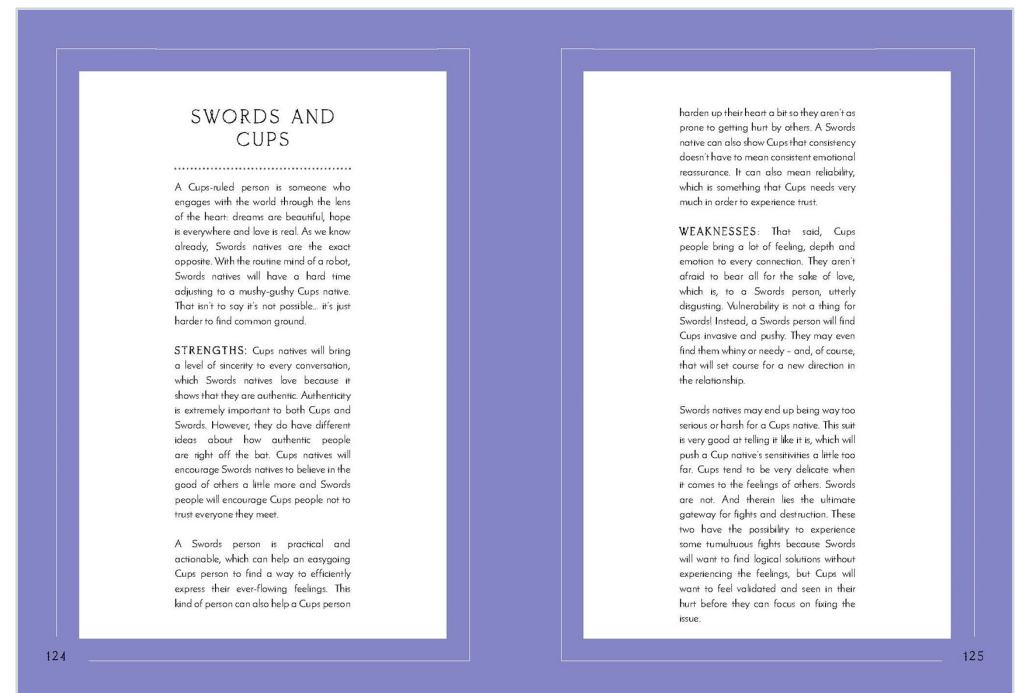 SWORDS AND
CUPS
A Cups-ruled person is someone who
engages with the world through the lens
of the heart: dreams are beautiful, hope
is everywhere and love is real. As we know
already, Swords natives are the exact
opposite. With the routine mind of a robot,
Swords natives will have a hard time
adjusting to a mushy-gushy Cups native.
That isn't to say it's not possible... it's just
harder to find common ground.
STRENGTHS: Cups natives will bring
a level of sincerity to every conversation,
which Swords natives love because it
shows that they are authentic. Authenticity
is extremely important to both Cups and
Swords. However, they do have different
ideas about how authentic people
are right off the bat. Cups natives will
encourage Swords natives to believe in the
good of others a little more and Swords
people will encourage Cups people not to
trust everyone they meet.
A Swords person is practical and
actionable, which can help an easygoing
Cups person to find a way to efficiently
express their ever-flowing feelings. This
kind of person can also help a Cups person
124
harden up their heart a bit so they aren't as
prone to getting hurt by others. A Swords
native can also show Cups that consistency
doesn't have to mean consistent emotional
reassurance. It can also mean reliability,
which is something that Cups needs very
much in order to experience trust.
WEAKNESSES: That said, Cups
people bring a lot of feeling, depth and
emotion to every connection. They aren't
afraid to bear all for the sake of love,
which is, to a Swords person, utterly
disgusting. Vulnerability is not a thing for
Swords! Instead, a Swords person will find
Cups invasive and pushy. They may even
find them whiny or needy – and, of course,
that will set course for a new direction in
the relationship.
Swords natives may end up being way too
serious or harsh for a Cups native. This suit
is very good at telling it like it is, which will
push a Cup native's sensitivities a little too
far. Cups tend to be very delicate when
it comes to the feelings of others. Swords
are not. And therein lies the ultimate
gateway for fights and destruction. These
two have the possibility to experience
some tumultuous fights because Swords
will want to find logical solutions without
experiencing the feelings, but Cups will
want to feel validated and seen in their
hurt before they can focus on fixing the
issue.
125